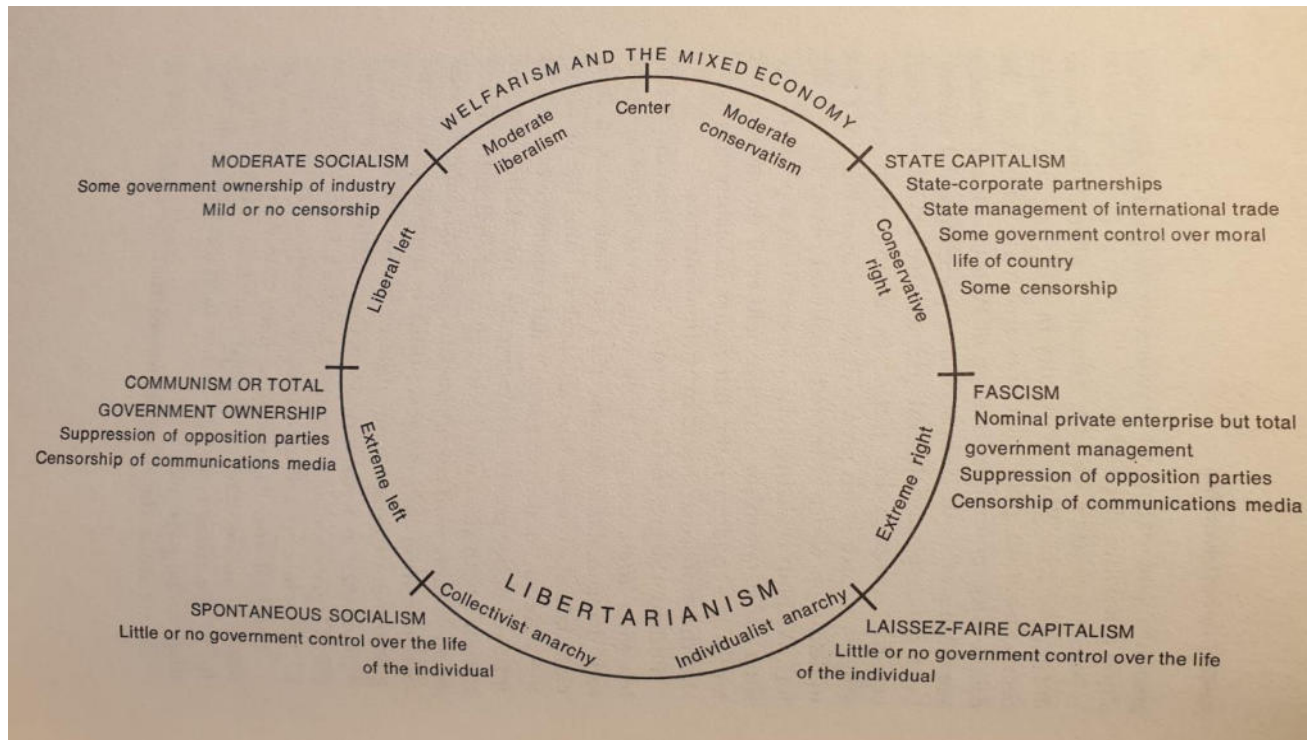 WELFARISM AND THE MIXED ECONOMY
Center
Moderate
liberalism
Moderate
conservatism
MODERATE SOCIALISM
Some government ownership of industry
Mild or no censorship
STATE CAPITALISM
State-corporate partnerships
State management of international trade
Some government control over moral
life of country
Some censorship
Liberal left
Conservative
right
COMMUNISM OR TOTAL
GOVERNMENT OWNERSHIP
Suppression of opposition parties
Censorship of communications media
FASCISM
Nominal private enterprise but total
government management
Suppression of opposition parties
Censorship of communications media
Extreme left
Extreme right
LIBERTARIANISM
Collectivist anarchy
Individualist anarchy
SPONTANEOUS SOCIALISM
Little or no government control over the life
of the individual
LAISSEZ-FAIRE CAPITALISM
Little or no government control over the life
of the individual